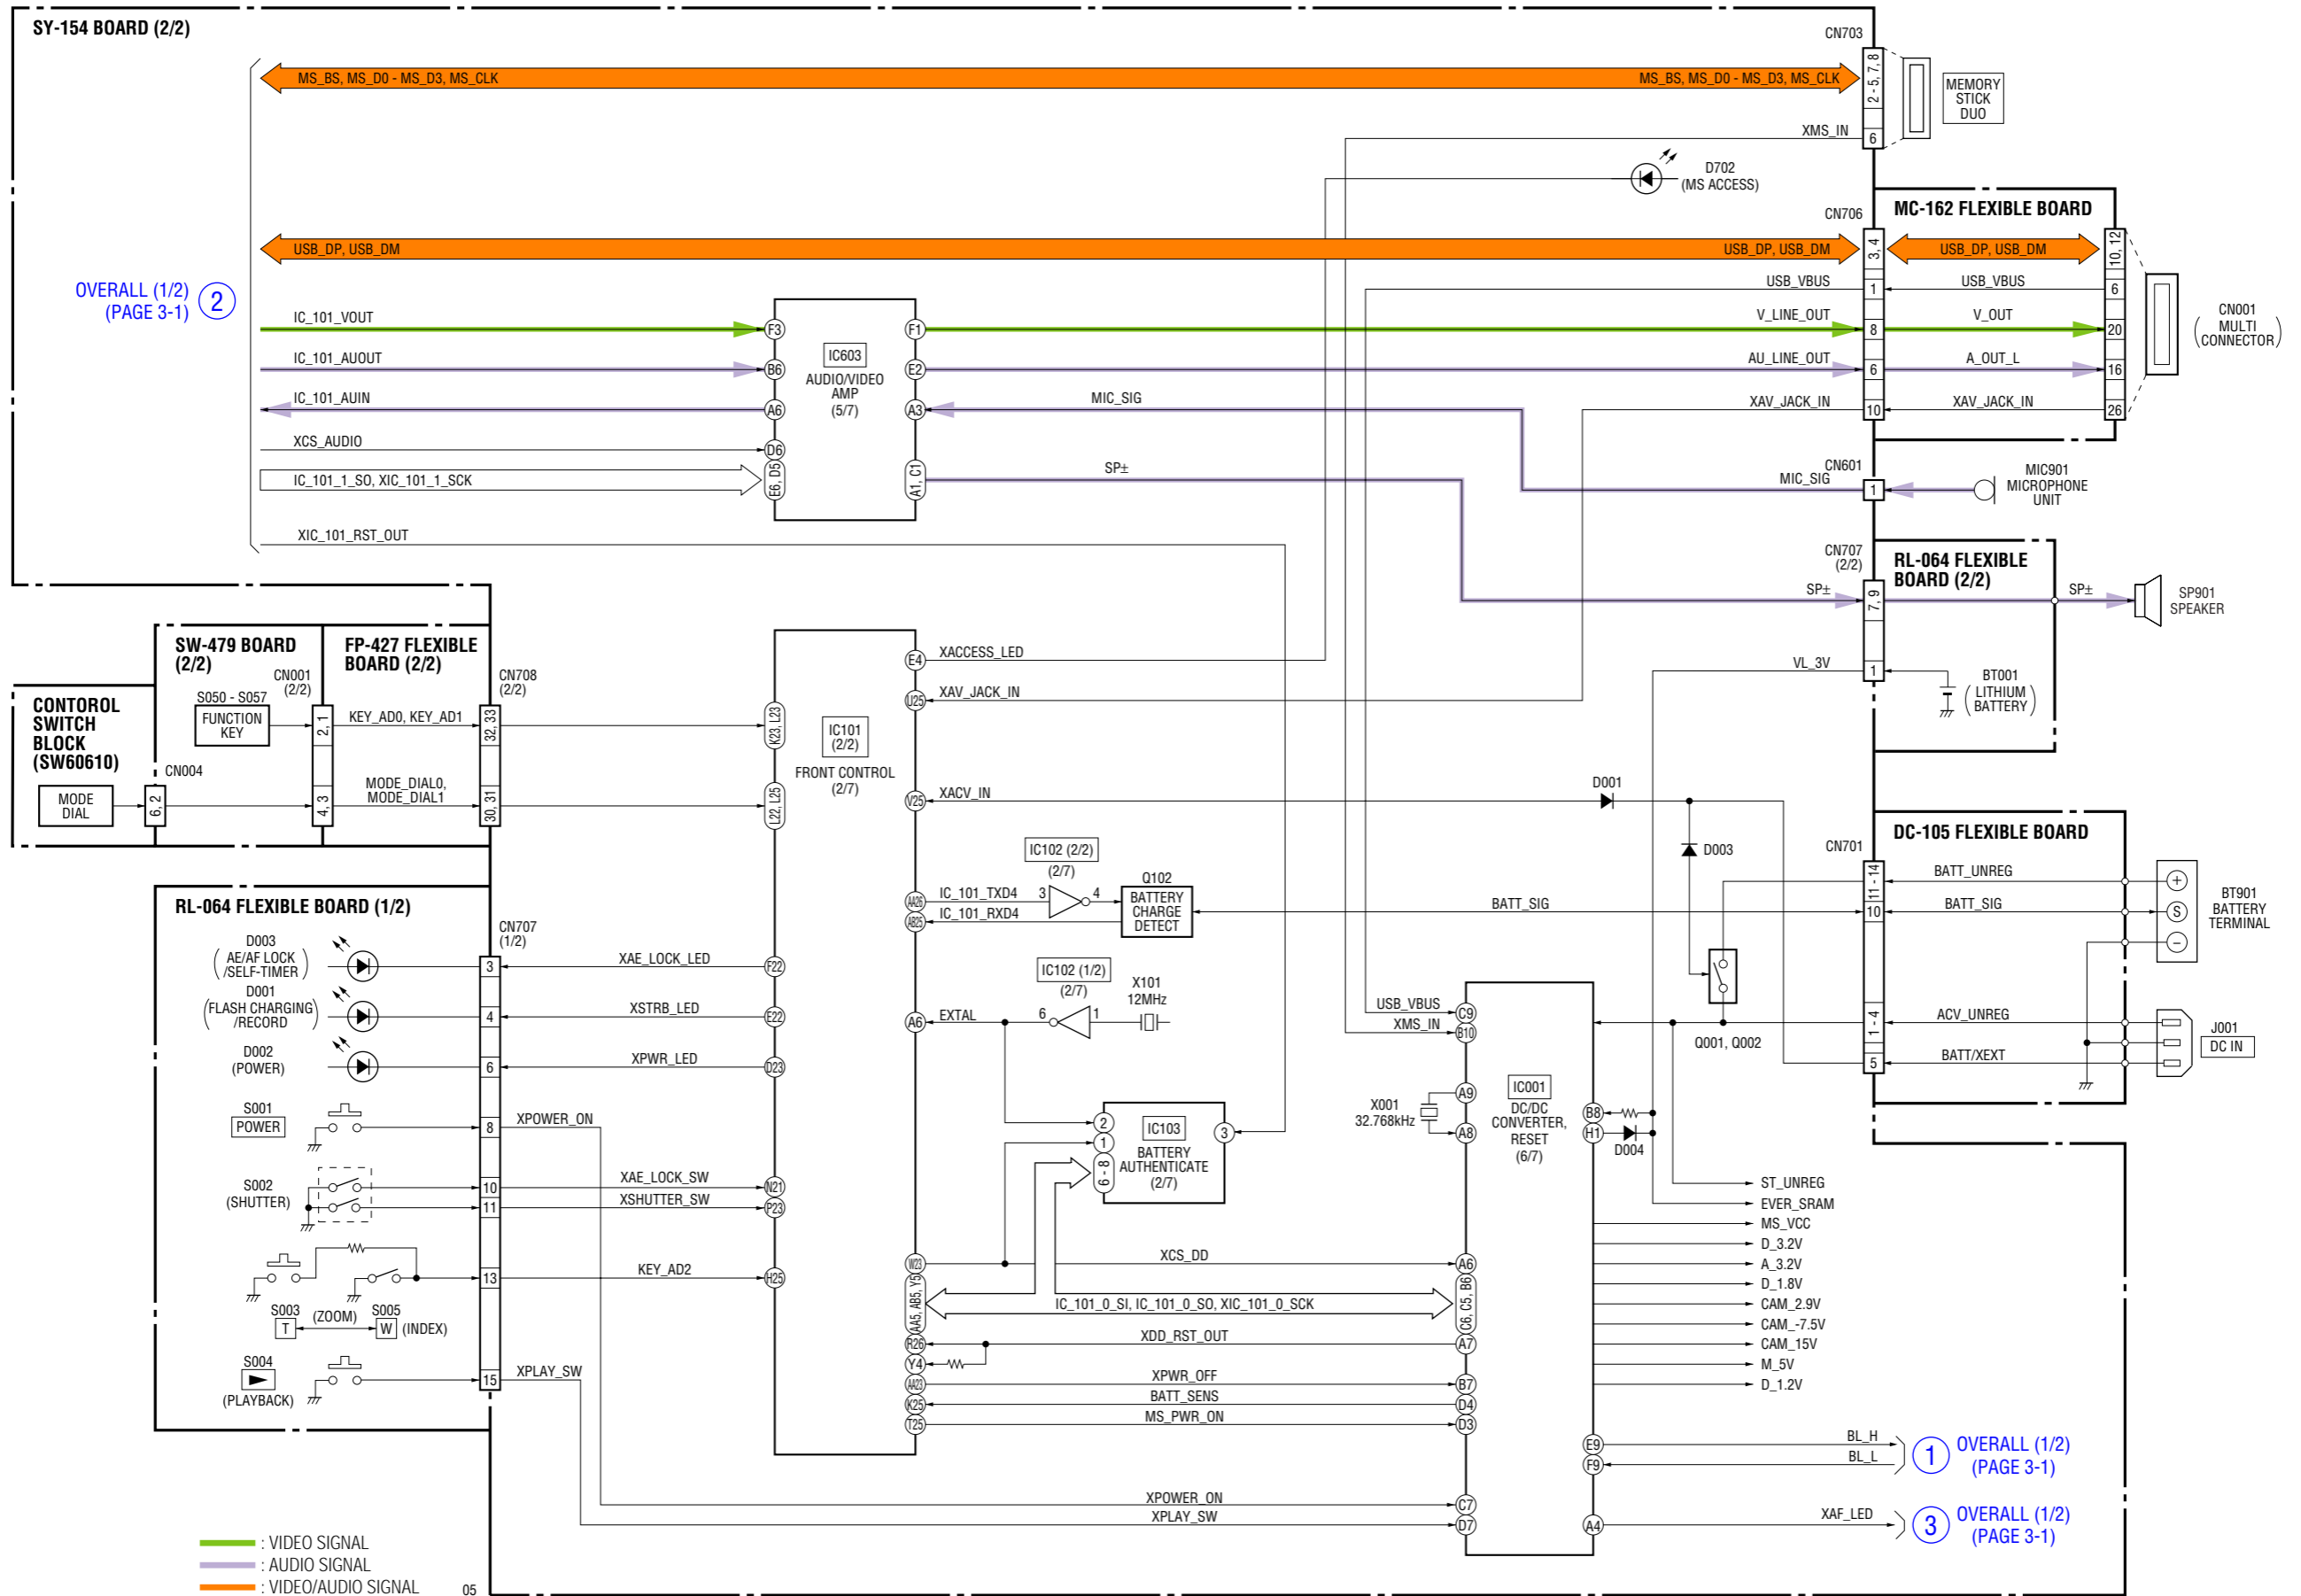 SY-154 BOARD (2/2)
CN703
MS_BS, MS_D0 - MS_D3, MS_CLK
MS_BS, MS_D0 - MS_D3, MS_CLK
2 - 5, 7, 8
MEMORY
STICK
DUO
XMS_IN
6
D702
(MS ACCESS)
CN706
MC-162 FLEXIBLE BOARD
USB_DP, USB_DM
USB_DP, USB_DM
3, 4
USB_DP, USB_DM
10, 12
OVERALL (1/2)
(PAGE 3-1)
2
USB_VBUS
1
USB_VBUS
6
IC_101_VOUT
F3
F1
V_LINE_OUT
8
V_OUT
20
CN001
MULTI
CONNECTOR
IC603
AUDIO/VIDEO
AMP
(5/7)
IC_101_AUOUT
B6
E2
AU_LINE_OUT
6
A_OUT_L
16
IC_101_AUIN
A6
A3
MIC_SIG
XAV_JACK_IN
10
XAV_JACK_IN
26
XCS_AUDIO
D6
IC_101_1_SO, XIC_101_1_SCK
E6, D5
A1, C1
SP±
CN601
MIC_SIG
1
MIC901
MICROPHONE
UNIT
XIC_101_RST_OUT
CN707
(2/2)
RL-064 FLEXIBLE
BOARD (2/2)
SP±
7, 9
SP±
SP901
SPEAKER
VL_3V
1
BT001
LITHIUM
BATTERY
SW-479 BOARD
(2/2)
FP-427 FLEXIBLE
BOARD (2/2)
CN001
(2/2)
CN708
(2/2)
CONTOROL
SWITCH
BLOCK
(SW60610)
S050 - S057
FUNCTION
KEY
2, 1
KEY_AD0, KEY_AD1
32, 33
K23, L23
CN004
MODE
DIAL
6, 2
4, 3
MODE_DIAL0,
MODE_DIAL1
30, 31
L22, L25
IC101
(2/2)
FRONT CONTROL
(2/7)
E4
XACCESS_LED
U25
XAV_JACK_IN
V25
XACV_IN
D001
D003
DC-105 FLEXIBLE BOARD
CN701
11 - 14
BATT_UNREG
+
IC102 (2/2)
(2/7)
AA26
IC_101_TXD4
3
4
Q102
BATTERY
CHARGE
DETECT
AB25
IC_101_RXD4
BATT_SIG
10
BATT_SIG
S
BT901
BATTERY
TERMINAL
−
RL-064 FLEXIBLE BOARD (1/2)
CN707
(1/2)
D003
AE/AF LOCK
/SELF-TIMER
3
XAE_LOCK_LED
F22
D001
FLASH CHARGING
/RECORD
4
XSTRB_LED
E22
D002
(POWER)
6
XPWR_LED
D23
IC102 (1/2)
(2/7)
X101
12MHz
A6
EXTAL
6
1
USB_VBUS
C9
XMS_IN
B10
Q001, Q002
1 - 4
ACV_UNREG
5
BATT/XEXT
J001
DC IN
S001
POWER
8
XPOWER_ON
X001
32.768kHz
A9
A8
IC001
DC/DC
CONVERTER,
RESET
(6/7)
B8
H1
D004
2
1
6 - 8
IC103
BATTERY
AUTHENTICATE
(2/7)
3
S002
(SHUTTER)
10
XAE_LOCK_SW
N21
11
XSHUTTER_SW
P23
ST_UNREG
EVER_SRAM
MS_VCC
D_3.2V
A_3.2V
D_1.8V
CAM_2.9V
CAM_-7.5V
CAM_15V
M_5V
D_1.2V
13
KEY_AD2
H25
W23
XCS_DD
A6
S003
(ZOOM)
S005
T
W
(INDEX)
AA5, AB5, Y5
IC_101_0_SI, IC_101_0_SO, XIC_101_0_SCK
C6, C5, B6
R26
XDD_RST_OUT
A7
Y4
S004
(PLAYBACK)
15
XPLAY_SW
AA23
XPWR_OFF
B7
K25
BATT_SENS
D4
T25
MS_PWR_ON
D3
E9
BL_H
F9
BL_L
1
OVERALL (1/2)
(PAGE 3-1)
XPOWER_ON
C7
XPLAY_SW
D7
A4
XAF_LED
3
OVERALL (1/2)
(PAGE 3-1)
: VIDEO SIGNAL
: AUDIO SIGNAL
: VIDEO/AUDIO SIGNAL
05